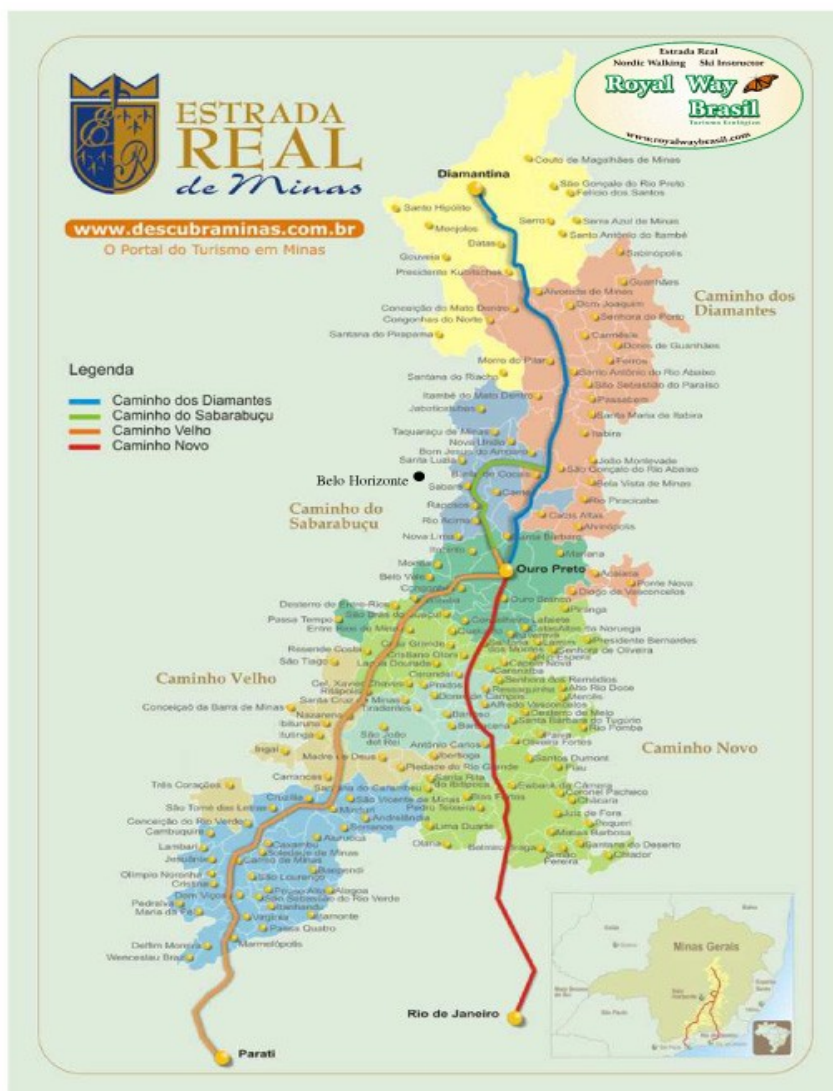 Estrada Real
Nordic Walking Ski Instructor
Royal Way
Brasil
Turismo Ecológico
www.royalwaybrasil.com
ESTRADA
REAL
de Minas
E R
www.descubraminas.com.br
O Portal do Turismo em Minas
Couto de Magalhães de Minas
Diamantina
São Gonçalo do Rio Preto
Felício dos Santos
Santo Hipólito
Serro
Serra Azul de Minas
Monjolos
Santo Antônio do Itambé
Datas
Sabinópolis
Gouveia
Presidente Kubitschek
Guanhães
Alvorada de Minas
Caminho dos
Diamantes
Conceição do Mato Dentro
Dom Joaquim
Congonhas do Norte
Senhora do Porto
Santana do Pirapama
Carmésia
Dores de Guanhães
Morro do Pilar
Ferros
Santana do Riacho
Santo Antônio do Rio Abaixo
São Sebastião do Paraíso
Itambé do Mato Dentro
Passabem
Jaboticatubas
Santa Maria de Itabira
Taquaraçu de Minas
Itabira
Nova União
Bom Jesus do Amparo
Santa Luzia
João Monlevade
São Gonçalo do Rio Abaixo
Legenda
Caminho dos Diamantes
Caminho do Sabarabuçu
Caminho Velho
Caminho Novo
Belo Horizonte
Bela Vista de Minas
Sabará
Caminho do
Sabarabuçu
Raposos
Rio Piracicaba
Rio Acima
Catas Altas
Alvinópolis
Nova Lima
Santa Bárbara
Itabirito
Mariana
Moeda
Ouro Preto
Acaiaca
Belo Vale
Ponte Nova
Diogo de Vasconcelos
Ouro Branco
Piranga
Desterro de Entre Rios
São Brás do Suaçuí
Conselheiro Lafaiete
Passa Tempo
Entre Rios de Minas
Catas Altas da Noruega
Presidente Bernardes
Casa Grande
Senhora de Oliveira
Resende Costa
Cristiano Otoni
São Tiago
Lagoa Dourada
Capela Nova
Caminho Velho
Cel. Xavier Chaves
Senhora dos Remédios
Ritápolis
Prados
Ressaquinha
Alto Rio Doce
Santa Cruz de Minas
Dores de Campos
Mercês
Conceiçaõ da Barra de Minas
Tiradentes
Alfredo Vasconcelos
Nazareno
Desterro do Melo
Barroso
Santa Bárbara do Tugúrio
Ibituruna
São João
del Rei
Barbacena
Rio Pomba
Itutinga
Paiva
Antônio Carlos
Oliveira Fortes
Caminho Novo
Ingaí
Ibertioga
Madre de Deus
Santos Dumont
Piedade do Rio Grande
Piau
Carrancas
Santa Rita
do Ibitipoca
Três Corações
Santana do Garambéu
Ewbank da Câmara
Cruzília
São Vicente de Minas
Bias Fortes
Coronel Pacheco
São Tomé das Letras
Minduri
Pedro Teixeira
Chácara
Conceição do Rio Verde
Andrelândia
Juiz de Fora
Cambuquira
Serranos
Lima Duarte
Pequeri
Aiuruoca
Matias Barbosa
Lambari
Caxambu
Olaria
Soledade de Minas
Belmiro Braga
Santana do Deserto
Jesuânia
Carmo de Minas
Simão
Pereira
Chiador
Olímpio Noronha
Baependi
São Lourenço
Cristina
Pouso Alto
Alagoa
Dom Viçoso
São Sebastião do Rio Verde
Pedralva
Itanhandu
Maria da Fé
Virgínia
Itamonte
Passa Quatro
Delfim Moreira
Marmelópolis
Wenceslau Braz
Minas Gerais
Rio de Janeiro
Parati